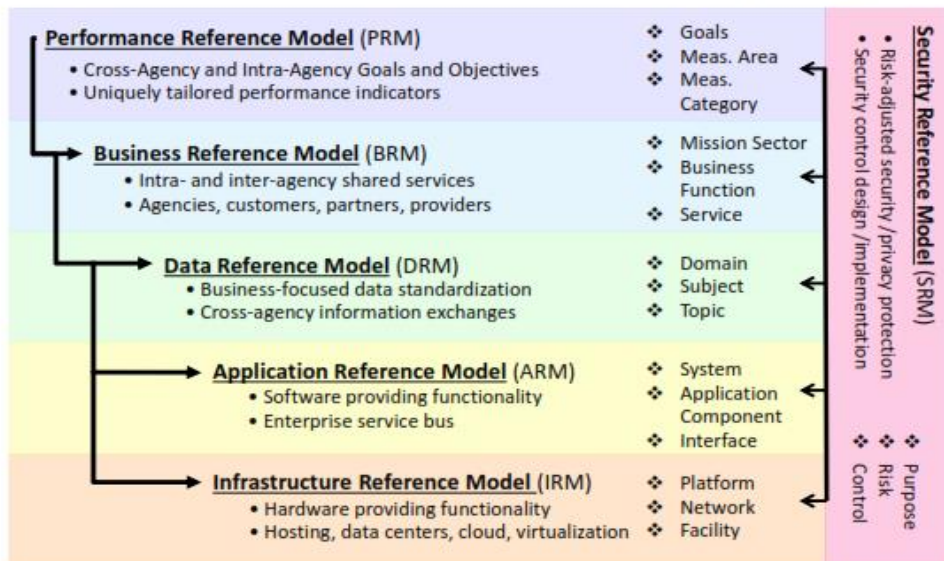 Performance Reference Model (PRM)
• Cross-Agency and Intra-Agency Goals and Objectives
• Uniquely tailored performance indicators
❖ Goals
❖ Meas. Area
❖ Meas.
Category
Business Reference Model (BRM)
• Intra- and inter-agency shared services
• Agencies, customers, partners, providers
❖ Mission Sector
❖ Business
Function
❖ Service
Data Reference Model (DRM)
• Business-focused data standardization
• Cross-agency information exchanges
❖ Domain
❖ Subject
❖ Topic
Application Reference Model (ARM)
• Software providing functionality
• Enterprise service bus
❖ System
❖ Application
Component
❖ Interface
Infrastructure Reference Model (IRM)
• Hardware providing functionality
• Hosting, data centers, cloud, virtualization
❖ Platform
❖ Network
❖ Facility
Security Reference Model (SRM)
• Risk-adjusted security/privacy protection
• Security control design/implementation
❖ Purpose
❖ Risk
❖ Control